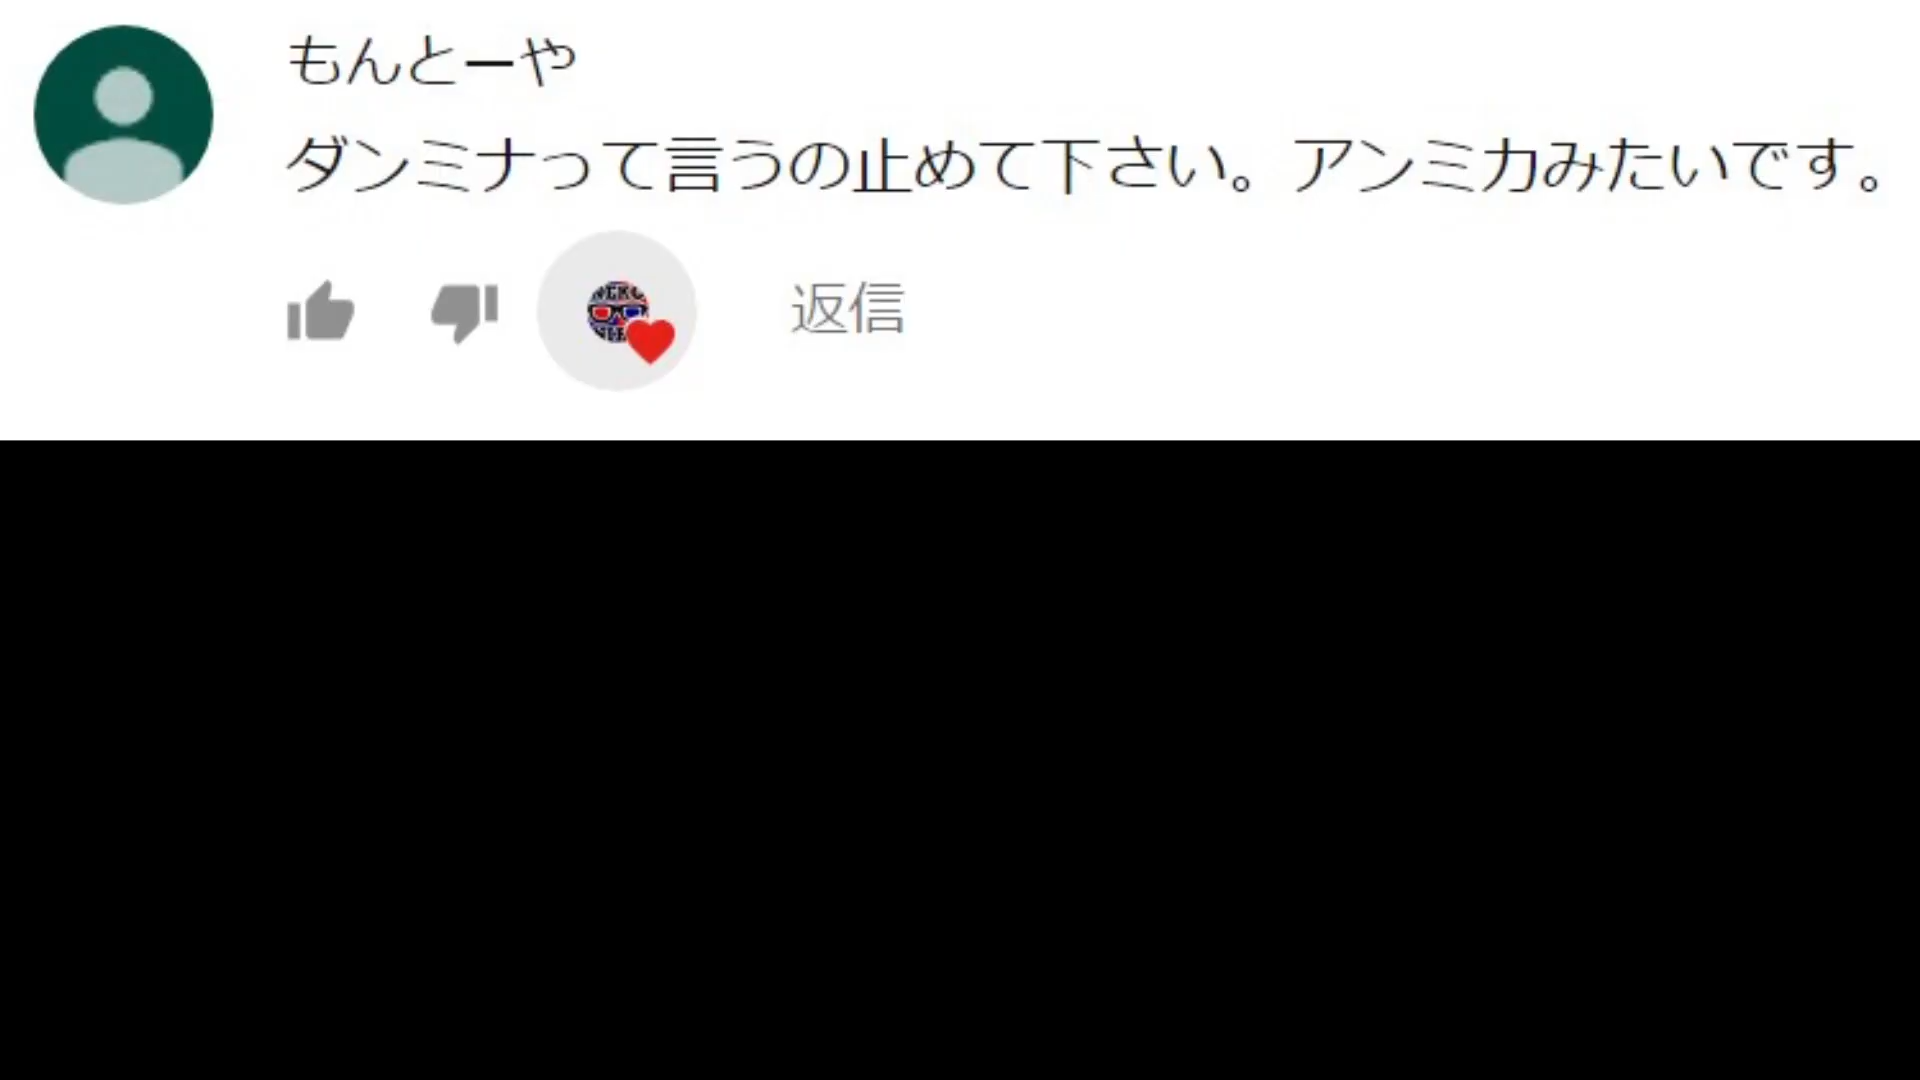 もんとーや
ダンミナって言うの止めて下さい。アンミカみたいです。
返信